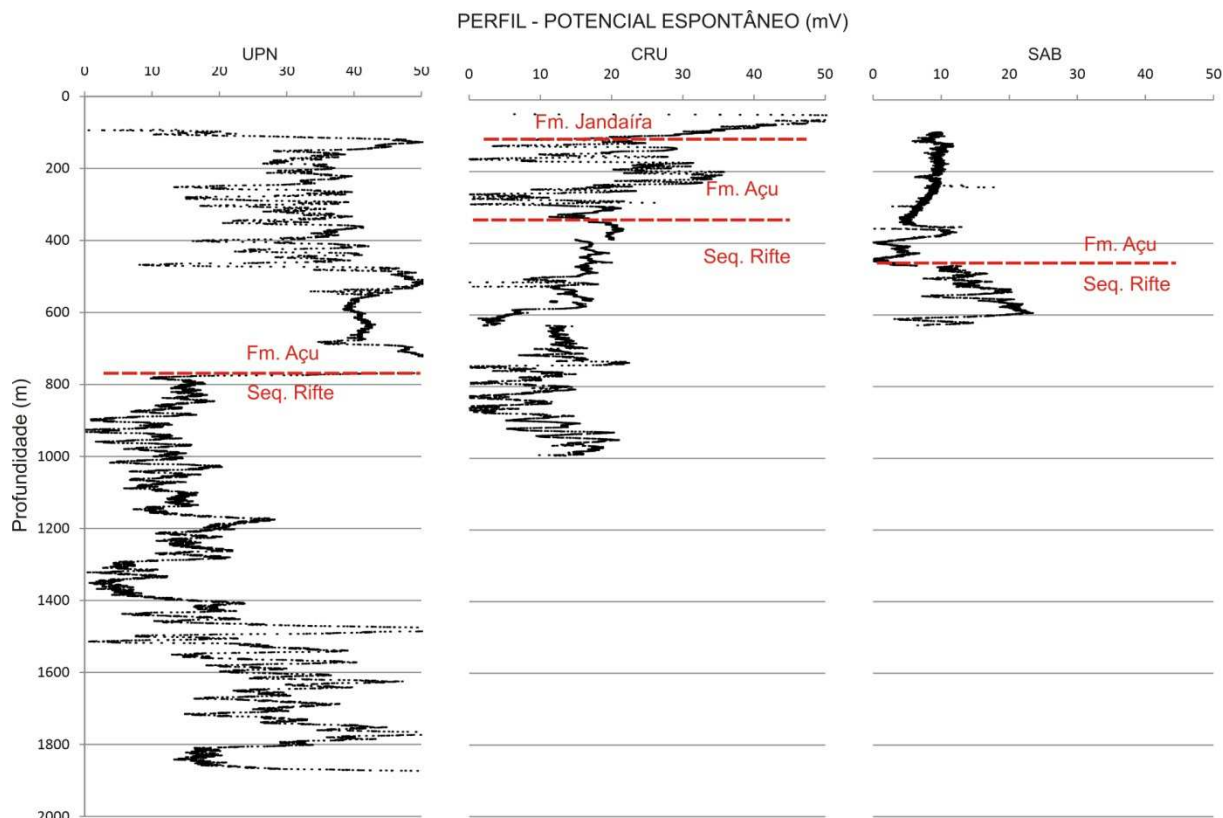 PERFIL - POTENCIAL ESPONTÂNEO (mV)
UPN CRU SAB
0 10 20 30 40 50 0 10 20 30 40 50 0 10 20 30 40 50
0
Fm. Jandaíra
200
Fm. Açu
400
Seq. Rifte
Fm. Açu
Seq. Rifte
600
Fm. Açu
800
Seq. Rifte
1000
Profundidade (m)
1200
1400
1600
1800
2000